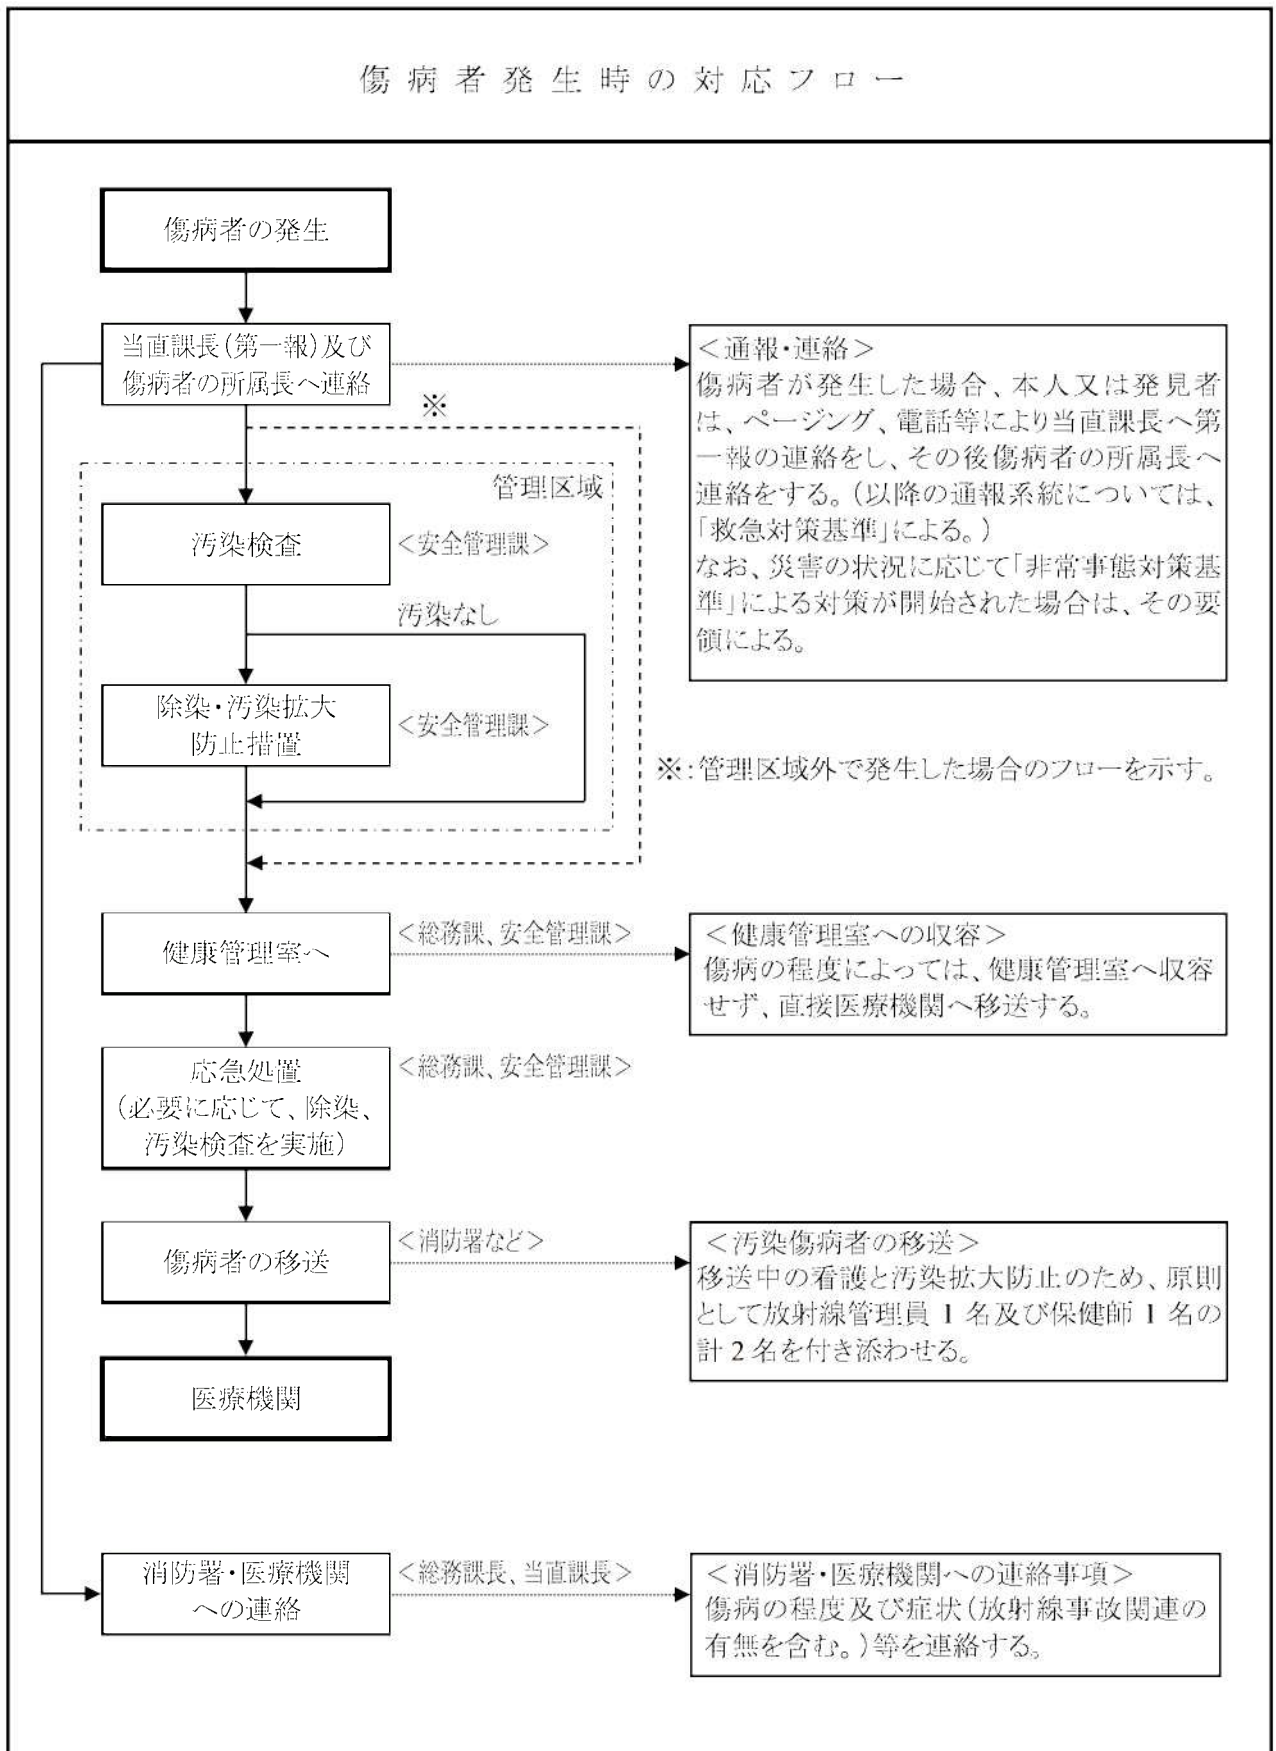 傷病者発生時の対応フロー
傷病者の発生
当直課長(第一報)及び
傷病者の所属長へ連絡
<通報・連絡>
傷病者が発生した場合、本人又は発見者
は、ページング、電話等により当直課長へ第
一報の連絡をし、その後傷病者の所属長へ
連絡をする。(以降の通報系統については、
「救急対策基準」による。)
なお、災害の状況に応じて「非常事態対策基
準」による対策が開始された場合は、その要
領による。
※
管理区域
汚染検査
<安全管理課>
汚染なし
除染・汚染拡大
防止措置
<安全管理課>
※:管理区域外で発生した場合のフローを示す。
健康管理室へ
<総務課、安全管理課>
<健康管理室への収容>
傷病の程度によっては、健康管理室へ収容
せず、直接医療機関へ移送する。
応急処置
(必要に応じて、除染、
汚染検査を実施)
<総務課、安全管理課>
傷病者の移送
<消防署など>
<汚染傷病者の移送>
移送中の看護と汚染拡大防止のため、原則
として放射線管理員 1 名及び保健師 1 名の
計 2 名を付き添わせる。
医療機関
消防署・医療機関
への連絡
<総務課長、当直課長>
<消防署・医療機関への連絡事項>
傷病の程度及び症状(放射線事故関連の
有無を含む。)等を連絡する。